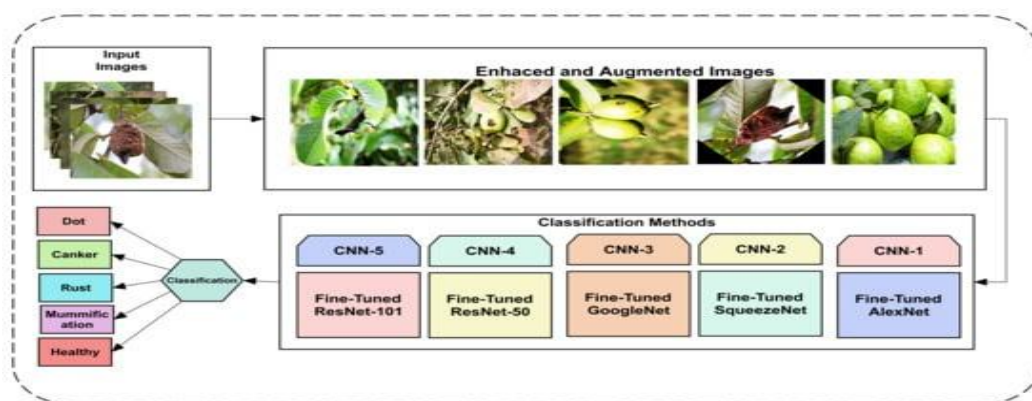 Input
Images
Enhaced and Augmented Images
Classification Methods
CNN-5
CNN-4
CNN-3
CNN-2
CNN-1
Fine-Tuned
ResNet-101
Fine-Tuned
ResNet-50
Fine-Tuned
GoogleNet
Fine-Tuned
SqueezeNet
Fine-Tuned
AlexNet
Classification
Dot
Canker
Rust
Mummific
ation
Healthy